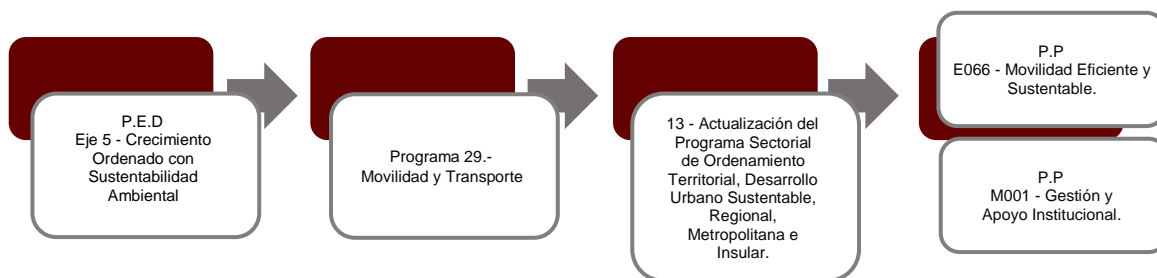 P.E.D
Eje 5 - Crecimiento
Ordenado con
Sustentabilidad
Ambiental
Programa 29.-
Movilidad y Transporte
13 - Actualización del
Programa Sectorial
de Ordenamiento
Territorial, Desarrollo
Urbano Sustentable,
Regional,
Metropolitana e
Insular.
P.P
E066 - Movilidad Eficiente y
Sustentable.
P.P
M001 - Gestión y
Apoyo Institucional.